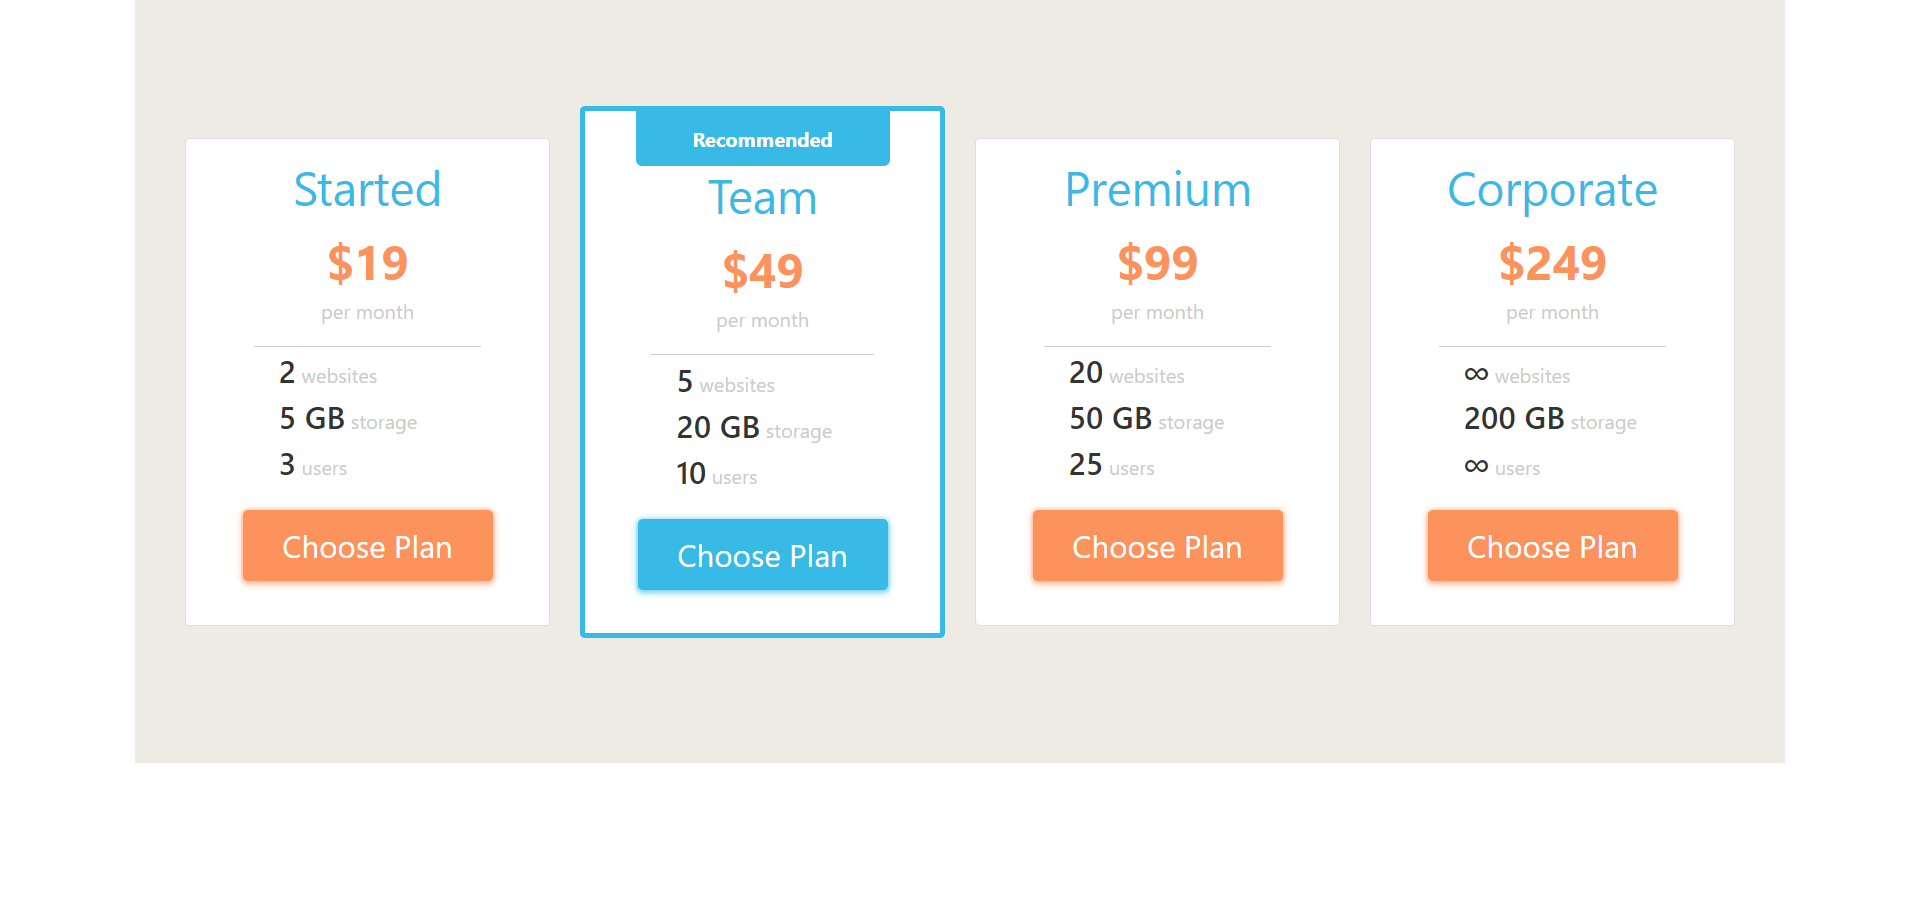 Started
$19
per month
2 websites
5 GB storage
3 users
Choose Plan
Recommended
Team
$49
per month
5 websites
20 GB storage
10 users
Choose Plan
Premium
$99
per month
20 websites
50 GB storage
25 users
Choose Plan
Corporate
$249
per month
∞ websites
200 GB storage
∞ users
Choose Plan